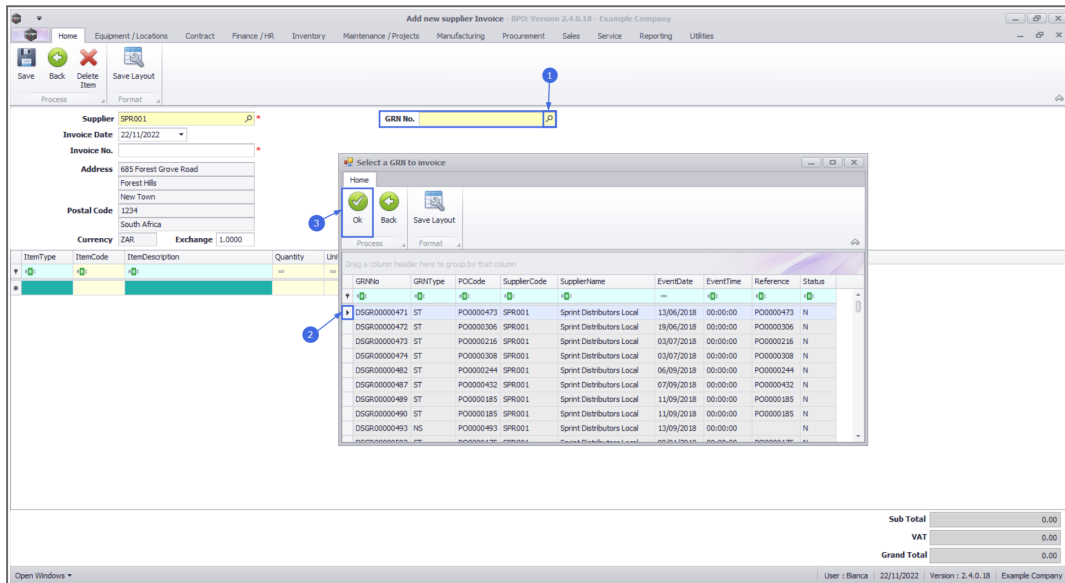 Add new supplier Invoice - BPO: Version 2.4.0.18 - Example Company
Home Equipment / Locations Contract Finance / HR Inventory Maintenance / Projects Manufacturing Procurement Sales Service Reporting Utilities
Save Back Delete Item Save Layout
Process Format
1
Supplier SPR001 *
GRN No.
Invoice Date 22/11/2022
Invoice No. *
Address 685 Forest Grove Road
Forest Hills
New Town
Postal Code 1234
South Africa
Currency ZAR Exchange 1.0000
ItemType ItemCode ItemDescription Quantity Uni
Select a GRN to invoice
Home
3
Ok Back Save Layout
Process Format
Drag a column header here to group by that column
GRNNo GRNType POCode SupplierCode SupplierName EventDate EventTime Reference Status
2
DSGR00000471 ST PO0000473 SPR001 Sprint Distributors Local 13/06/2018 00:00:00 PO0000473 N
DSGR00000472 ST PO0000306 SPR001 Sprint Distributors Local 19/06/2018 00:00:00 PO0000306 N
DSGR00000473 ST PO0000216 SPR001 Sprint Distributors Local 03/07/2018 00:00:00 PO0000216 N
DSGR00000474 ST PO0000308 SPR001 Sprint Distributors Local 03/07/2018 00:00:00 PO0000308 N
DSGR00000482 ST PO0000244 SPR001 Sprint Distributors Local 06/09/2018 00:00:00 PO0000244 N
DSGR00000487 ST PO0000432 SPR001 Sprint Distributors Local 07/09/2018 00:00:00 PO0000432 N
DSGR00000489 ST PO0000185 SPR001 Sprint Distributors Local 11/09/2018 00:00:00 PO0000185 N
DSGR00000490 ST PO0000185 SPR001 Sprint Distributors Local 11/09/2018 00:00:00 PO0000185 N
DSGR00000493 NS PO0000493 SPR001 Sprint Distributors Local 13/09/2018 00:00:00 N
Sub Total 0.00
VAT 0.00
Grand Total 0.00
Open Windows User : Bianca 22/11/2022 Version : 2.4.0.18 Example Company